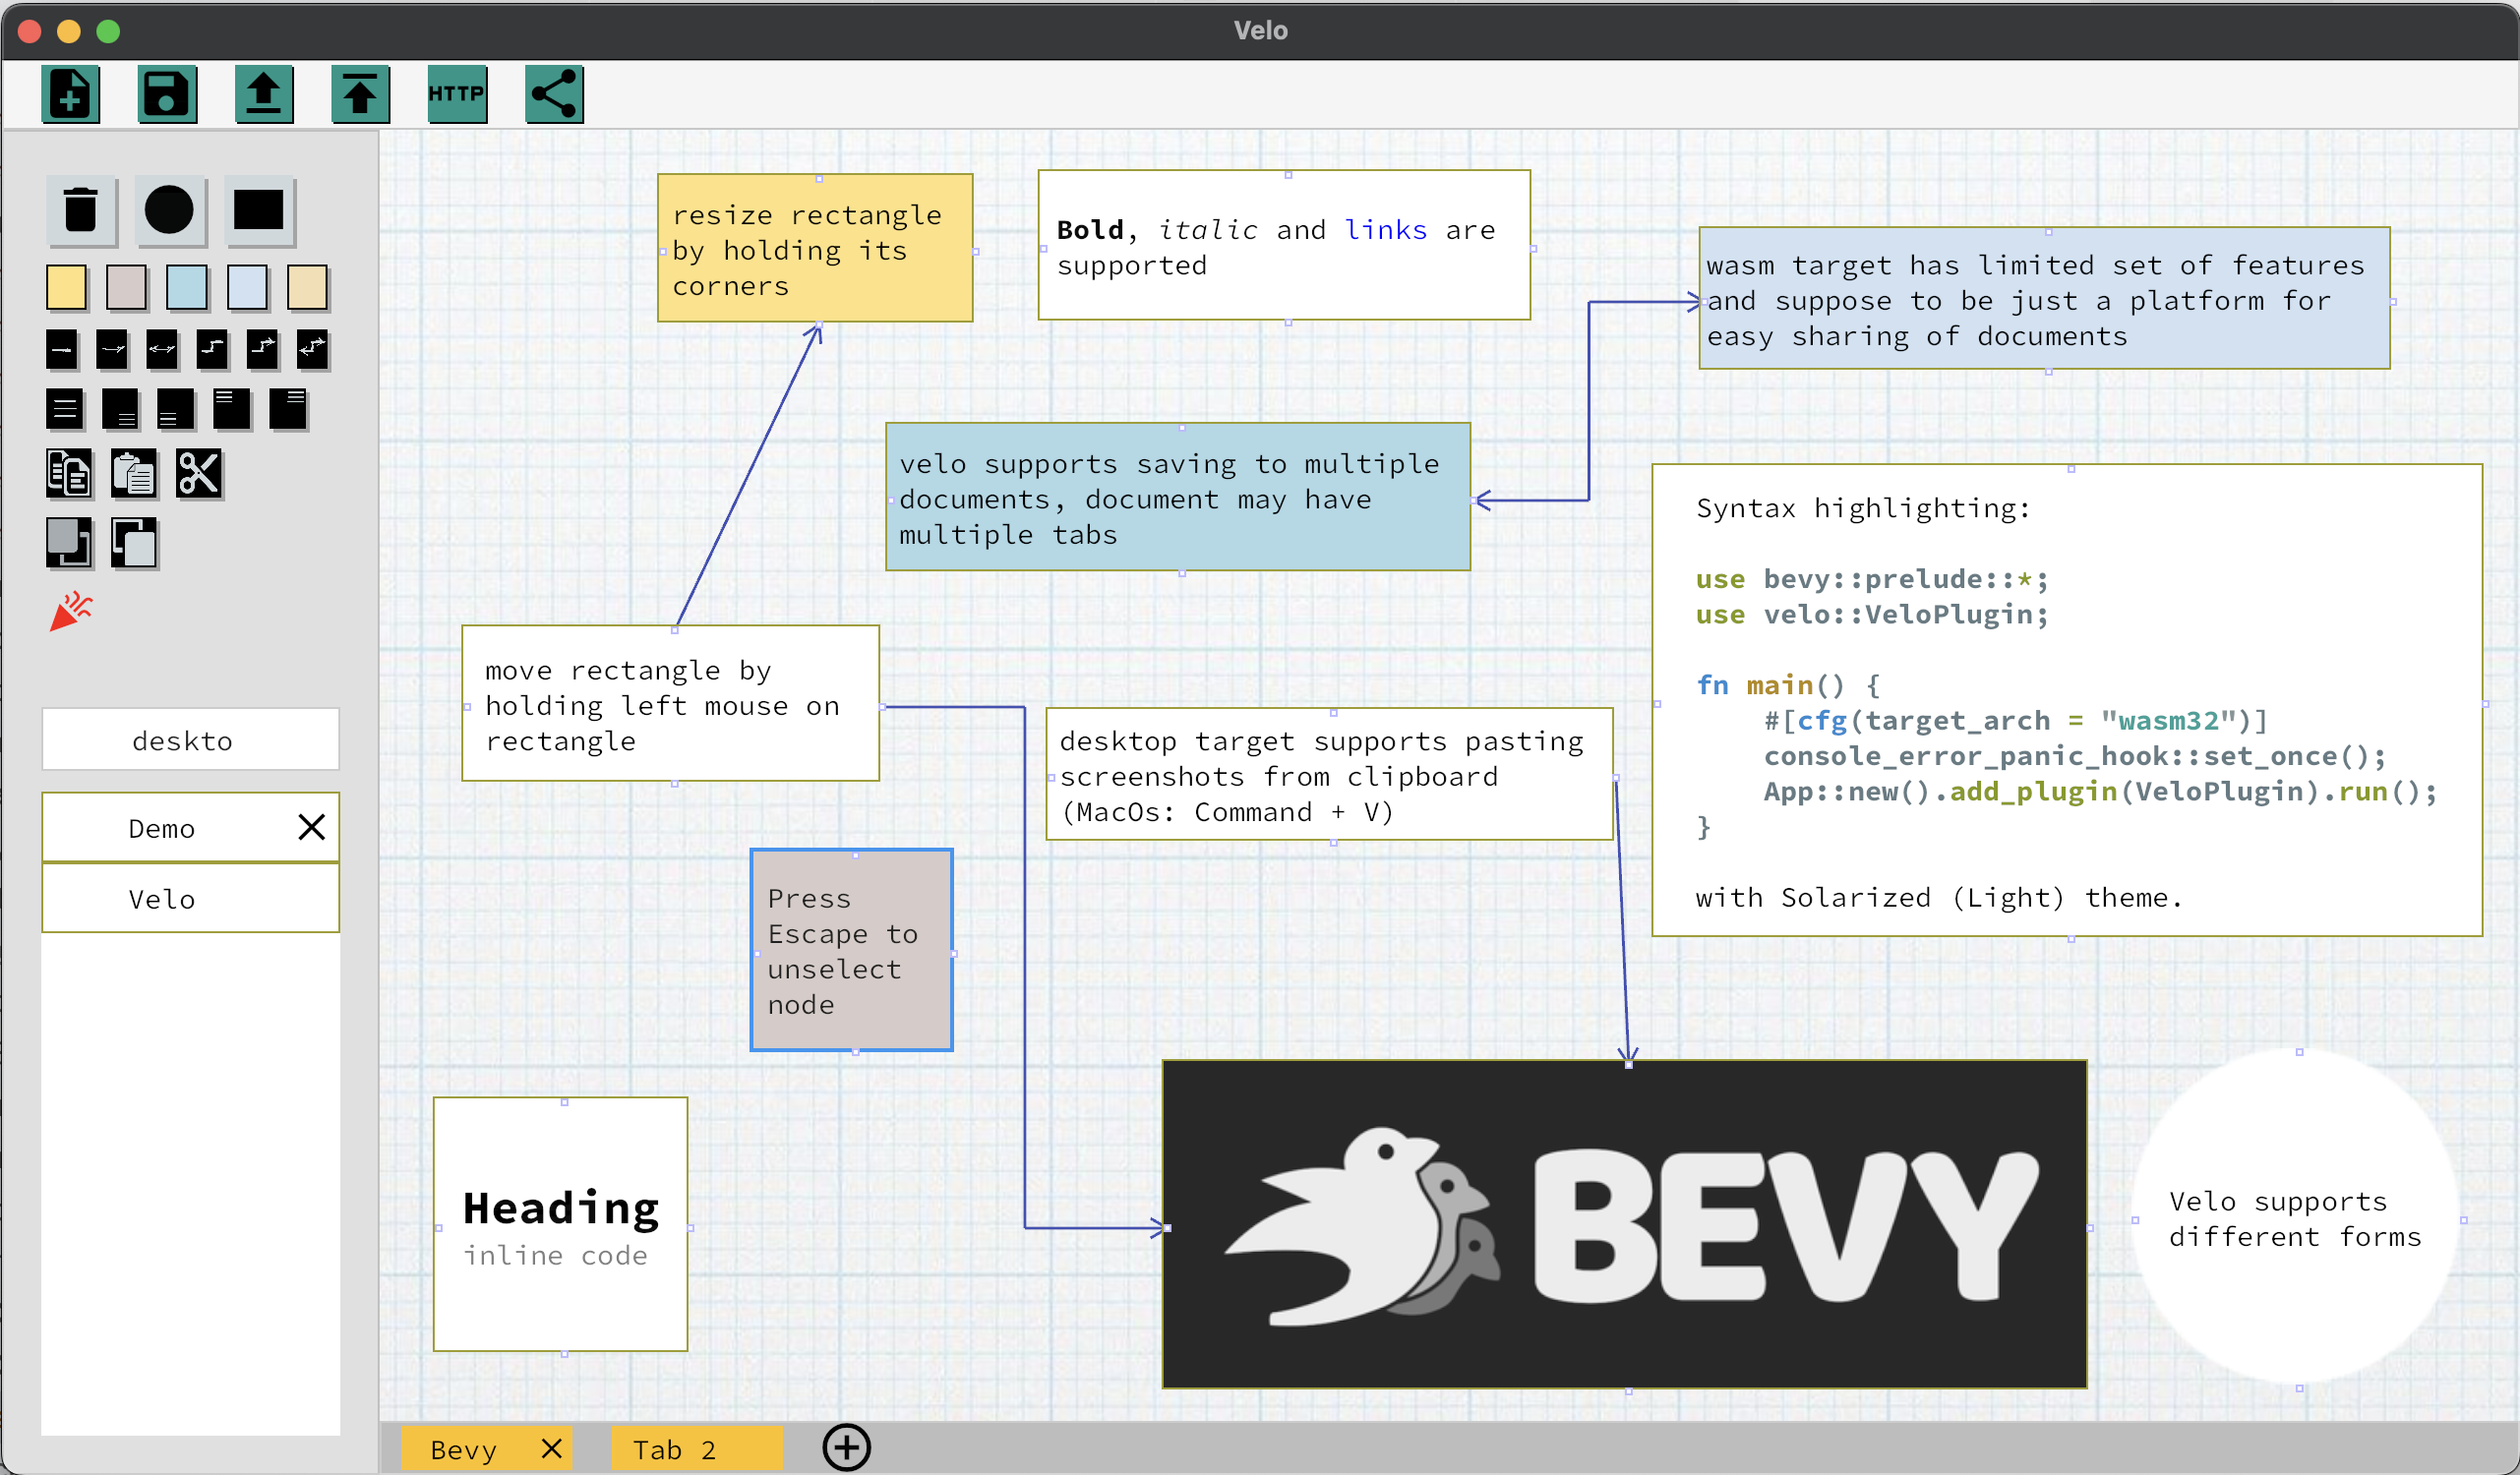 Velo
HTTP
resize rectangle
by holding its
corners
Bold, italic and links are
supported
wasm target has limited set of features
and suppose to be just a platform for
easy sharing of documents
velo supports saving to multiple
documents, document may have
multiple tabs
Syntax highlighting:
use bevy::prelude::*;
use velo::VeloPlugin;
fn main() {
    #[cfg(target_arch = "wasm32")]
    console_error_panic_hook::set_once();
    App::new().add_plugin(VeloPlugin).run();
}
with Solarized (Light) theme.
move rectangle by
holding left mouse on
rectangle
desktop target supports pasting
screenshots from clipboard
(MacOs: Command + V)
deskto
Demo
Velo
Press
Escape to
unselect
node
Heading
inline code
BEVY
Velo supports
different forms
Bevy
Tab 2